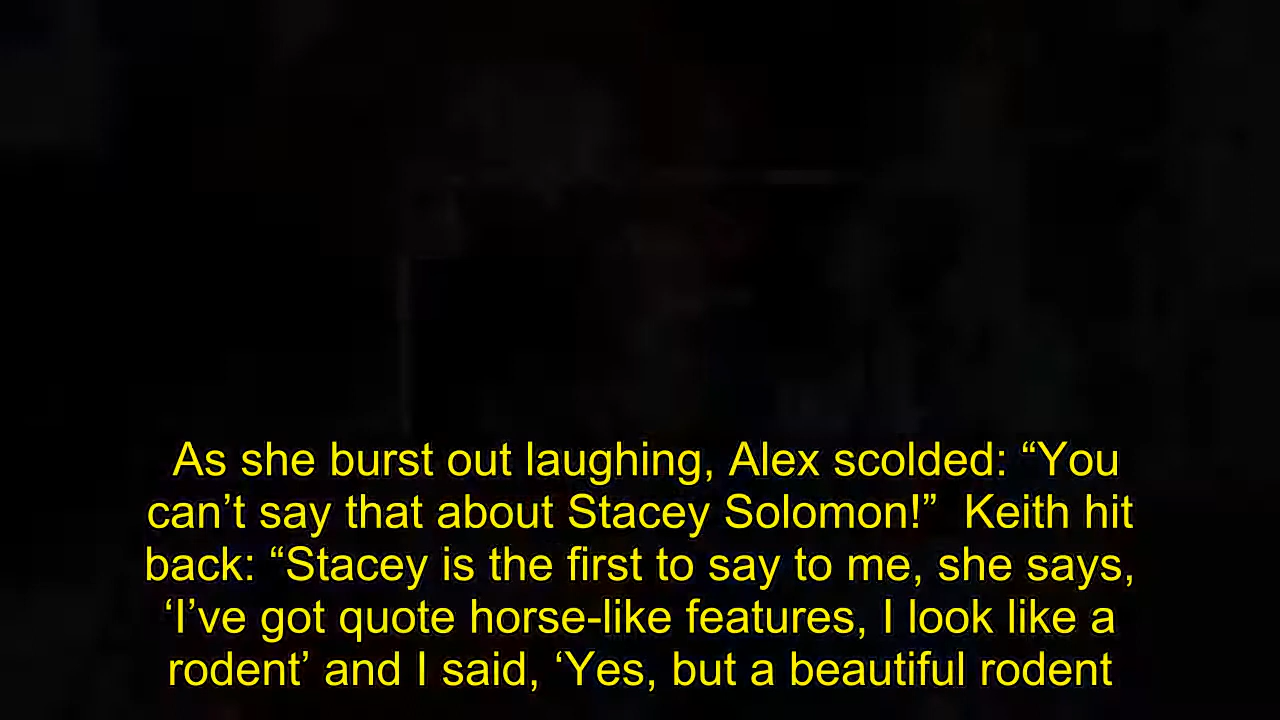 As she burst out laughing, Alex scolded: “You
can’t say that about Stacey Solomon!”  Keith hit
back: “Stacey is the first to say to me, she says,
‘I’ve got quote horse-like features, I look like a
rodent’ and I said, ‘Yes, but a beautiful rodent